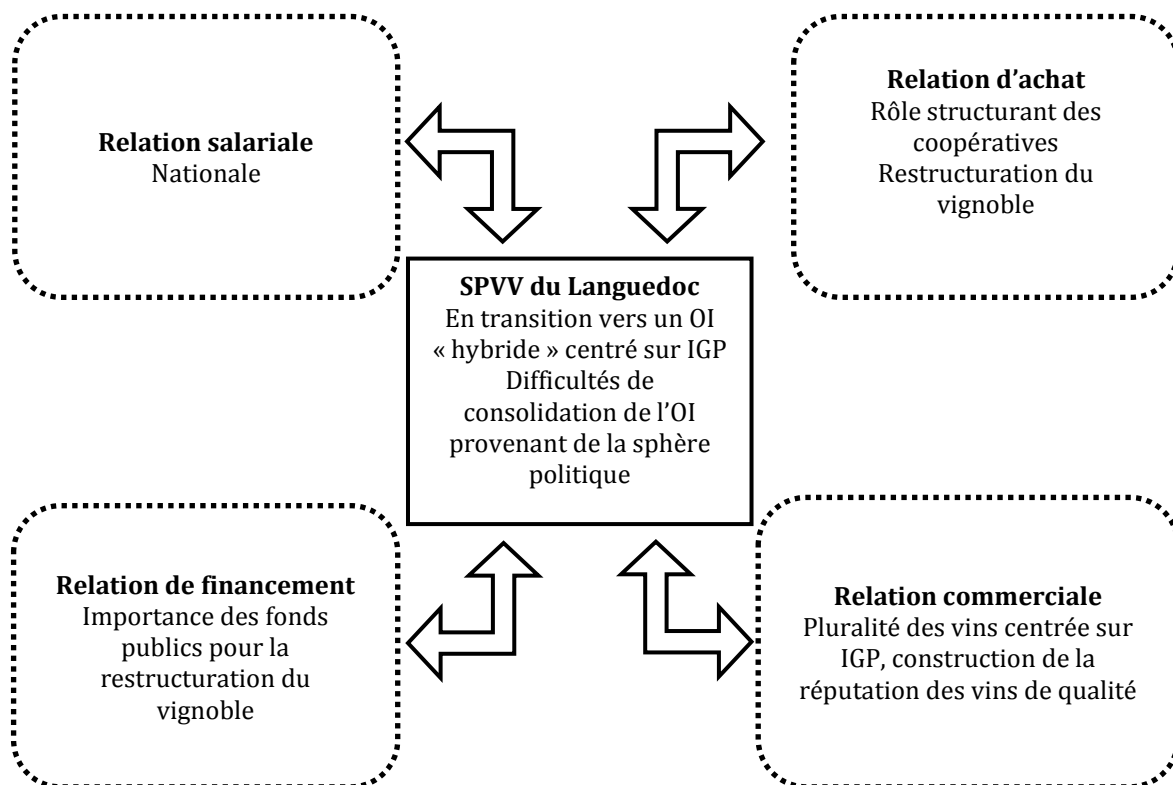 Relation salariale
Nationale
Relation d’achat
Rôle structurant des
coopératives
Restructuration du
vignoble
SPVV du Languedoc
En transition vers un OI
« hybride » centré sur IGP
Difficultés de
consolidation de l’OI
provenant de la sphère
politique
Relation de financement
Importance des fonds
publics pour la
restructuration du
vignoble
Relation commerciale
Pluralité des vins centrée sur
IGP, construction de la
réputation des vins de qualité